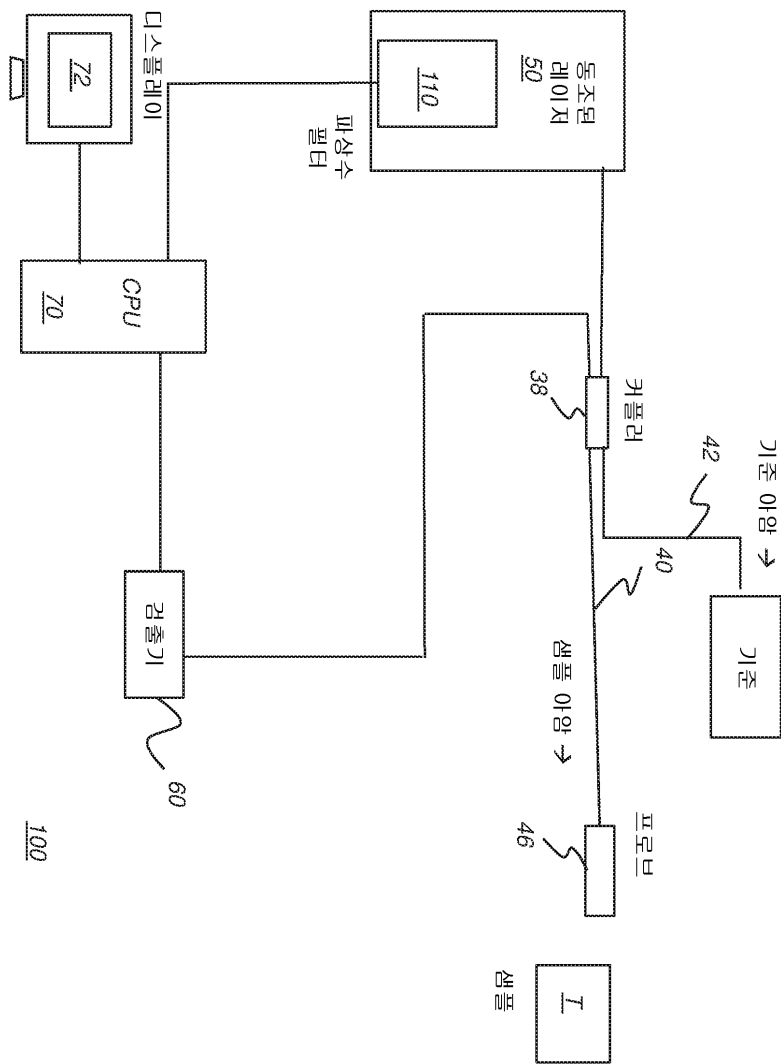 기준 아암 →
기준
42
동조된
레이저
50
110
파상수
필터
커플러
38
40
샘플 아암 →
프로브
46
T
샘플
디스플레이
72
CPU
70
검출기
60
100